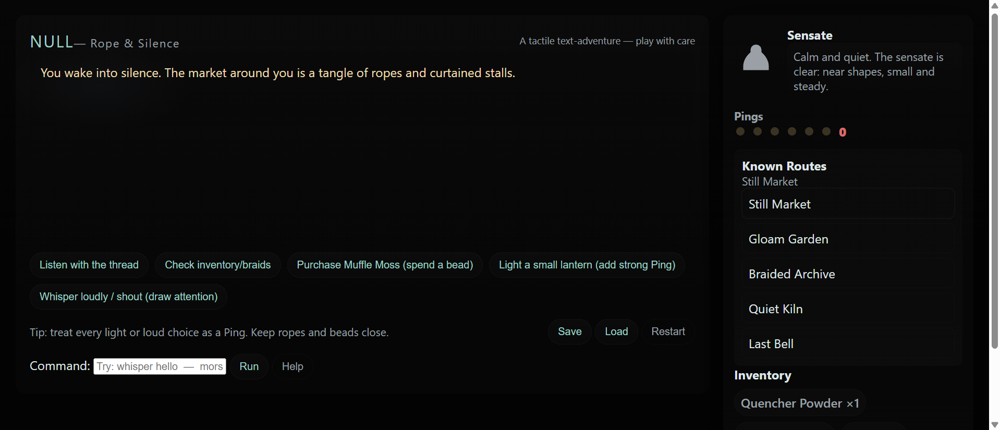 NULL— Rope & Silence
A tactile text-adventure — play with care
You wake into silence. The market around you is a tangle of ropes and curtained stalls.
Listen with the thread
Check inventory/braids
Purchase Muffle Moss (spend a bead)
Light a small lantern (add strong Ping)
Whisper loudly / shout (draw attention)
Tip: treat every light or loud choice as a Ping. Keep ropes and beads close.
Save
Load
Restart
Command:
Try: whisper hello — mors
Run
Help
Sensate
Calm and quiet. The sensate is
clear: near shapes, small and
steady.
Pings
0
Known Routes
Still Market
Still Market
Gloam Garden
Braided Archive
Quiet Kiln
Last Bell
Inventory
Quencher Powder ×1